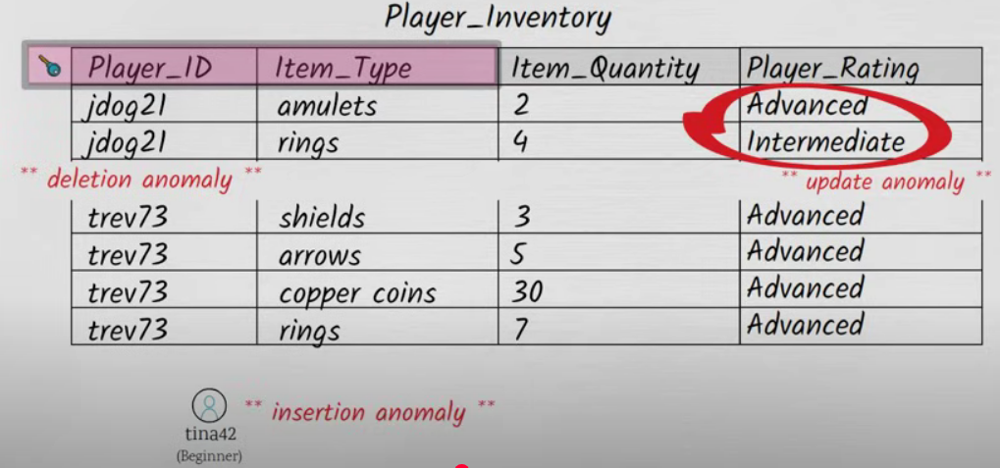 Player_Inventory
Player_ID Item_Type Item_Quantity Player_Rating
jdog21 amulets 2 Advanced
jdog21 rings 4 Intermediate
** deletion anomaly ** ** update anomaly **
trev73 shields 3 Advanced
trev73 arrows 5 Advanced
trev73 copper coins 30 Advanced
trev73 rings 7 Advanced
** insertion anomaly **
tina42
(Beginner)